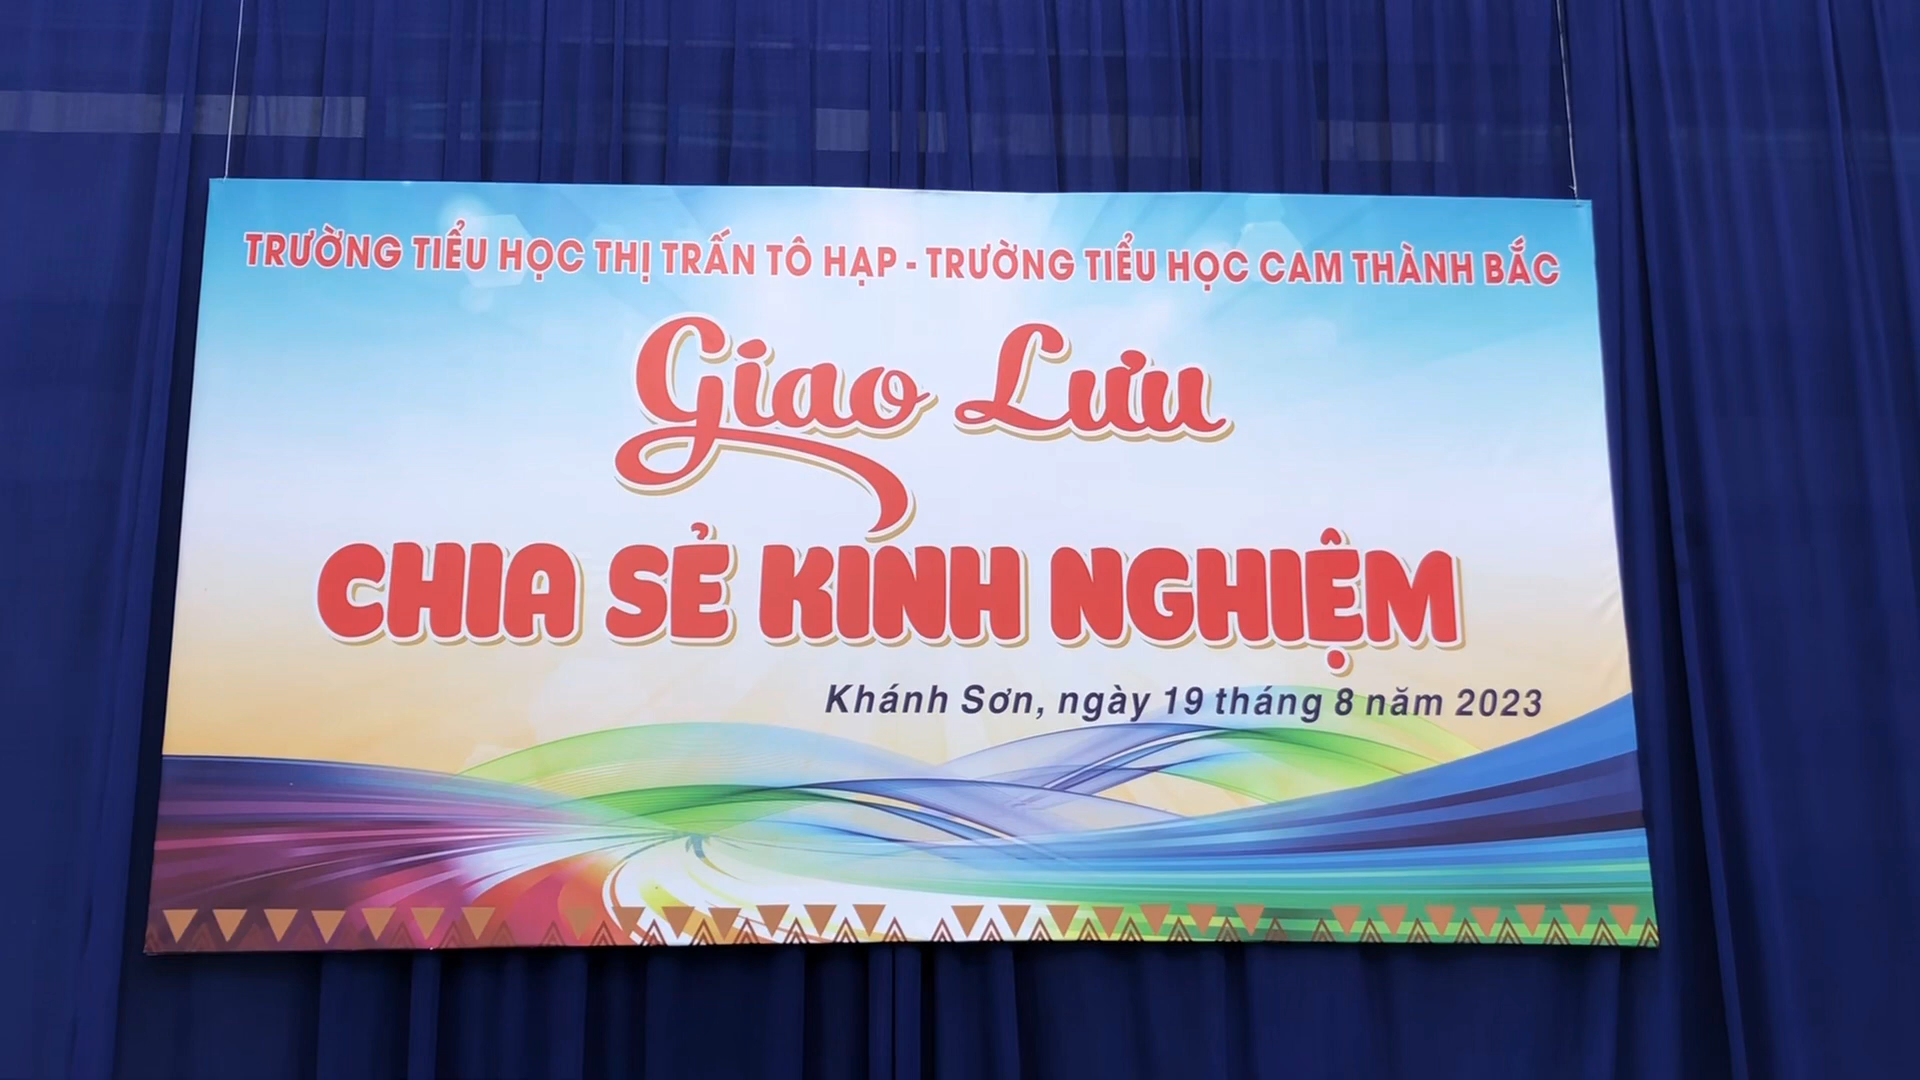 TRƯỜNG TIỂU HỌC THỊ TRẤN TÔ HẠP - TRƯỜNG TIỂU HỌC CAM THÀNH BẮC
Giao Lưu
CHIA SẺ KINH NGHIỆM
Khánh Sơn, ngày 19 tháng 8 năm 2023